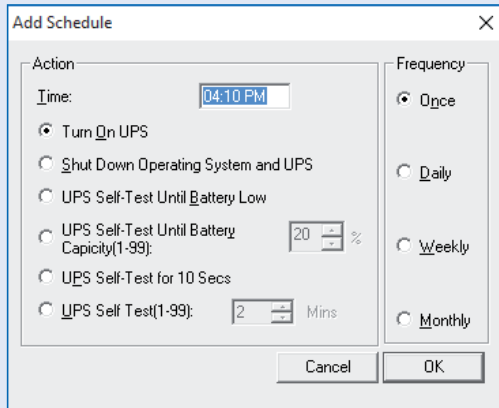 Add Schedule
Action
Time: 04:10 PM
Turn On UPS
Shut Down Operating System and UPS
UPS Self-Test Until Battery Low
UPS Self-Test Until Battery
Capicity(1-99): 20 %
UPS Self-Test for 10 Secs
UPS Self Test(1-99): 2 Mins
Frequency
Once
Daily
Weekly
Monthly
Cancel OK